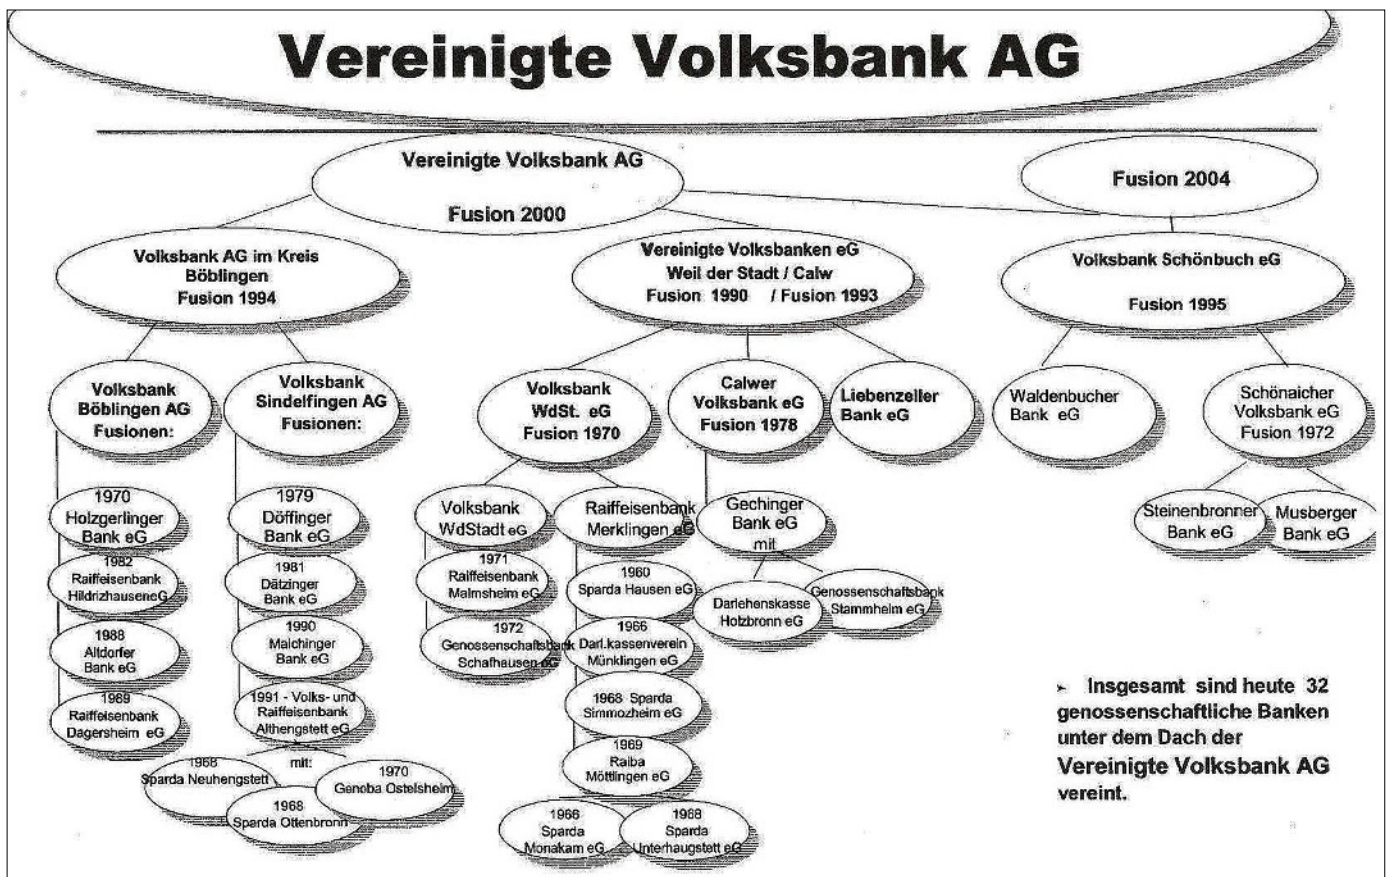 Vereinigte Volksbank AG
Vereinigte Volksbank AG
Fusion 2000
Fusion 2004
Volksbank AG im Kreis
Böblingen
Fusion 1994
Vereinigte Volksbanken eG
Weil der Stadt / Calw
Fusion 1990 / Fusion 1993
Volksbank Schönbuch eG
Fusion 1995
Volksbank
Böblingen AG
Fusionen:
Volksbank
Sindelfingen AG
Fusionen:
Volksbank
WdSt. eG
Fusion 1970
Calwer
Volksbank eG
Fusion 1978
Liebenzeller
Bank eG
Waldenbucher
Bank eG
Schönaicher
Volksbank eG
Fusion 1972
1970
Holzgerlinger
Bank eG
1982
Raiffeisenbank
Hildrizhausen eG
1988
Altdorfer
Bank eG
1989
Raiffeisenbank
Dagersheim eG
1979
Döffinger
Bank eG
1981
Dätzinger
Bank eG
1990
Maichinger
Bank eG
1991 - Volks- und
Raiffeisenbank
Althengstett eG
mit:
1968
Sparda Neuhengstett
1968
Sparda Ottenbronn
1970
Genoba Ostelsheim
Volksbank
WdStadt eG
1971
Raiffeisenbank
Malmsheim eG
1972
Genossenschaftsbank
Schafhausen eG
Raiffeisenbank
Merklingen eG
1960
Sparda Hausen eG
1966
Darl.kassenverein
Münklingen eG
1968 Sparda
Simmozheim eG
1969
Raiba
Möttlingen eG
Sparda
Monakam eG
Sparda
Unterhaugstett eG
Gechinger
Bank eG
mit
Darlehenskasse
Holzbronn eG
Genossenschaftsbank
Stammheim eG
Steinenbronner
Bank eG
Musberger
Bank eG
➢ Insgesamt sind heute 32
genossenschaftliche Banken
unter dem Dach der
Vereinigte Volksbank AG
vereint.